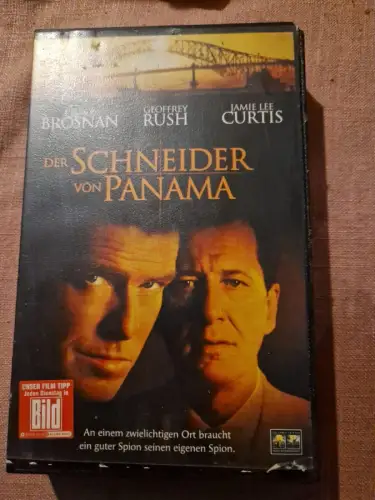 BROSNAN
GEOFFREY
RUSH
JAMIE LEE
CURTIS
DER SCHNEIDER
VON PANAMA
UNSER FILM TIPP
Jeden Dienstag in
Bild
An einem zwielichtigen Ort braucht
ein guter Spion seinen eigenen Spion.